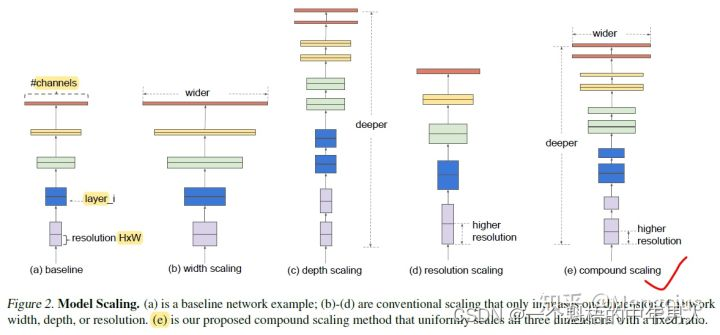 #channels
wider
deeper
wider
deeper
layer_i
resolution HxW
higher
resolution
higher
resolution
(a) baseline
(b) width scaling
(c) depth scaling
(d) resolution scaling
(e) compound scaling
Figure 2. Model Scaling. (a) is a baseline network example; (b)-(d) are conventional scaling that only increases one dimension of network
width, depth, or resolution. (e) is our proposed compound scaling method that uniformly scales all three dimensions with a fixed ratio.
知乎
CSDN